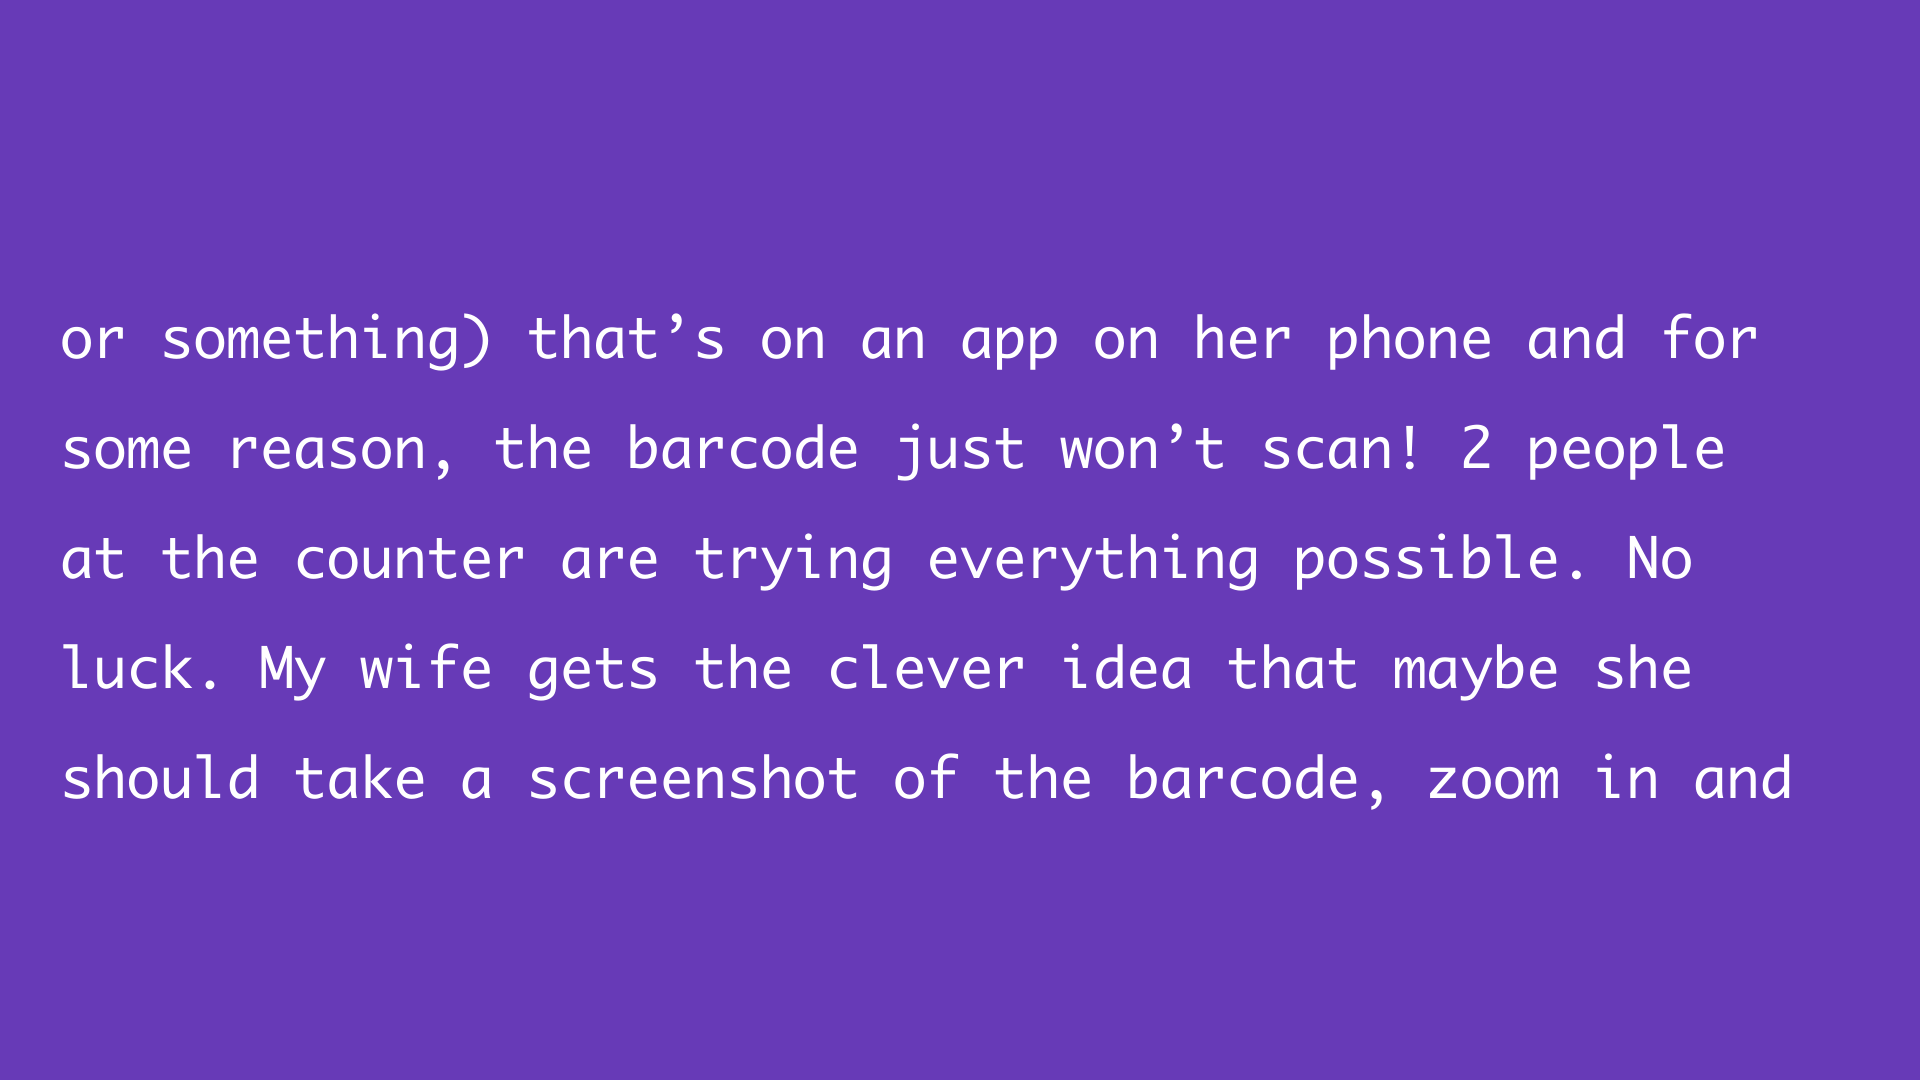 or something) that’s on an app on her phone and for
some reason, the barcode just won’t scan! 2 people
at the counter are trying everything possible. No
luck. My wife gets the clever idea that maybe she
should take a screenshot of the barcode, zoom in and